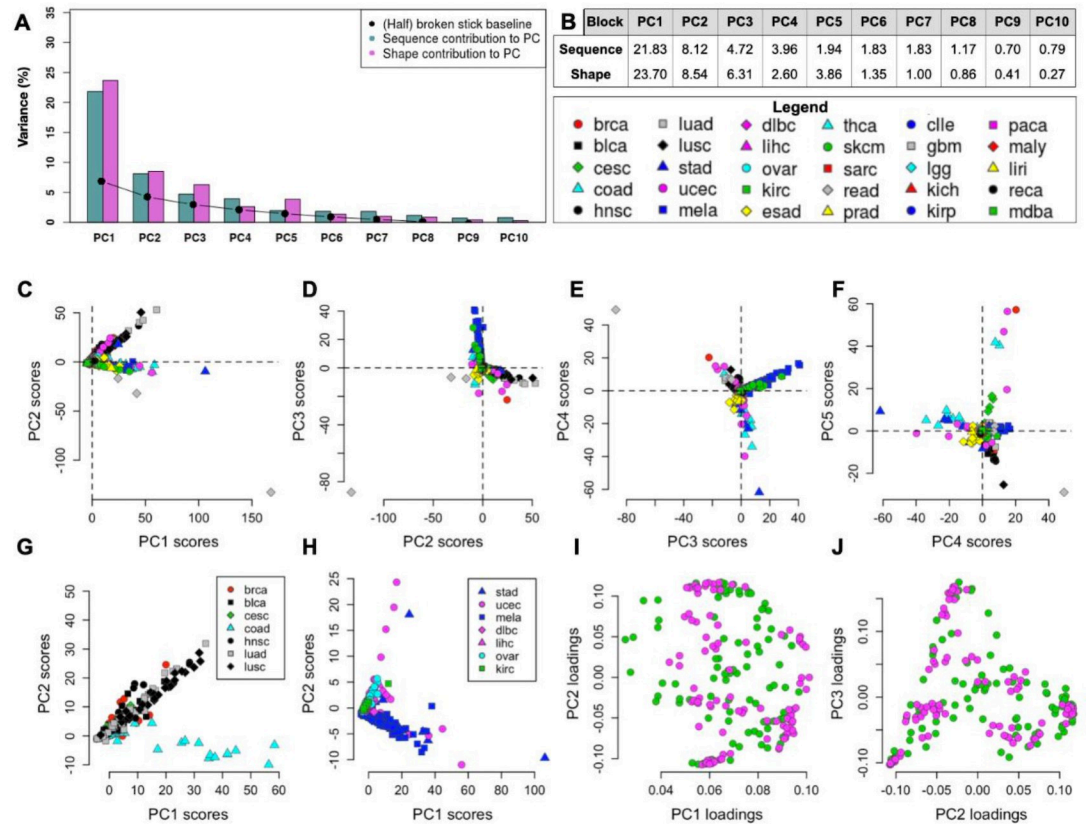 A
35
30
25
20
15
10
5
0
Variance (%)
(Half) broken stick baseline
Sequence contribution to PC
Shape contribution to PC
PC1 PC2 PC3 PC4 PC5 PC6 PC7 PC8 PC9 PC10
B
Block PC1 PC2 PC3 PC4 PC5 PC6 PC7 PC8 PC9 PC10
Sequence 21.83 8.12 4.72 3.96 1.94 1.83 1.83 1.17 0.70 0.79
Shape 23.70 8.54 6.31 2.60 3.86 1.35 1.00 0.86 0.41 0.27
Legend
brca luad dlbc thca clle paca
blca lusc lihc skcm gbm maly
cesc stad ovar sarc lgg liri
coad ucec kirc read kich reca
hnsc mela esad prad kirp mdba
C
50
0
-50
-100
PC2 scores
0 50 100 150
PC1 scores
D
40
20
0
-40
-80
PC3 scores
-100 -50 0 50
PC2 scores
E
40
20
0
-20
-40
-60
PC4 scores
-80 -40 -20 0 20 40
PC3 scores
F
60
40
20
0
-20
PC5 scores
-60 -40 -20 0 20 40
PC4 scores
G
50
40
30
20
10
0
-10
PC2 scores
brca
blca
cesc
coad
hnsc
luad
lusc
0 10 20 30 40 50 60
PC1 scores
H
25
20
15
10
5
0
-5
-10
PC2 scores
stad
ucec
mela
dlbc
lihc
ovar
kirc
0 20 40 60 80 100
PC1 scores
I
0.10
0.05
0.00
-0.05
-0.10
PC2 loadings
0.04 0.06 0.08 0.10
PC1 loadings
J
0.10
0.05
0.00
-0.05
-0.10
PC3 loadings
-0.10 -0.05 0.00 0.05 0.10
PC2 loadings